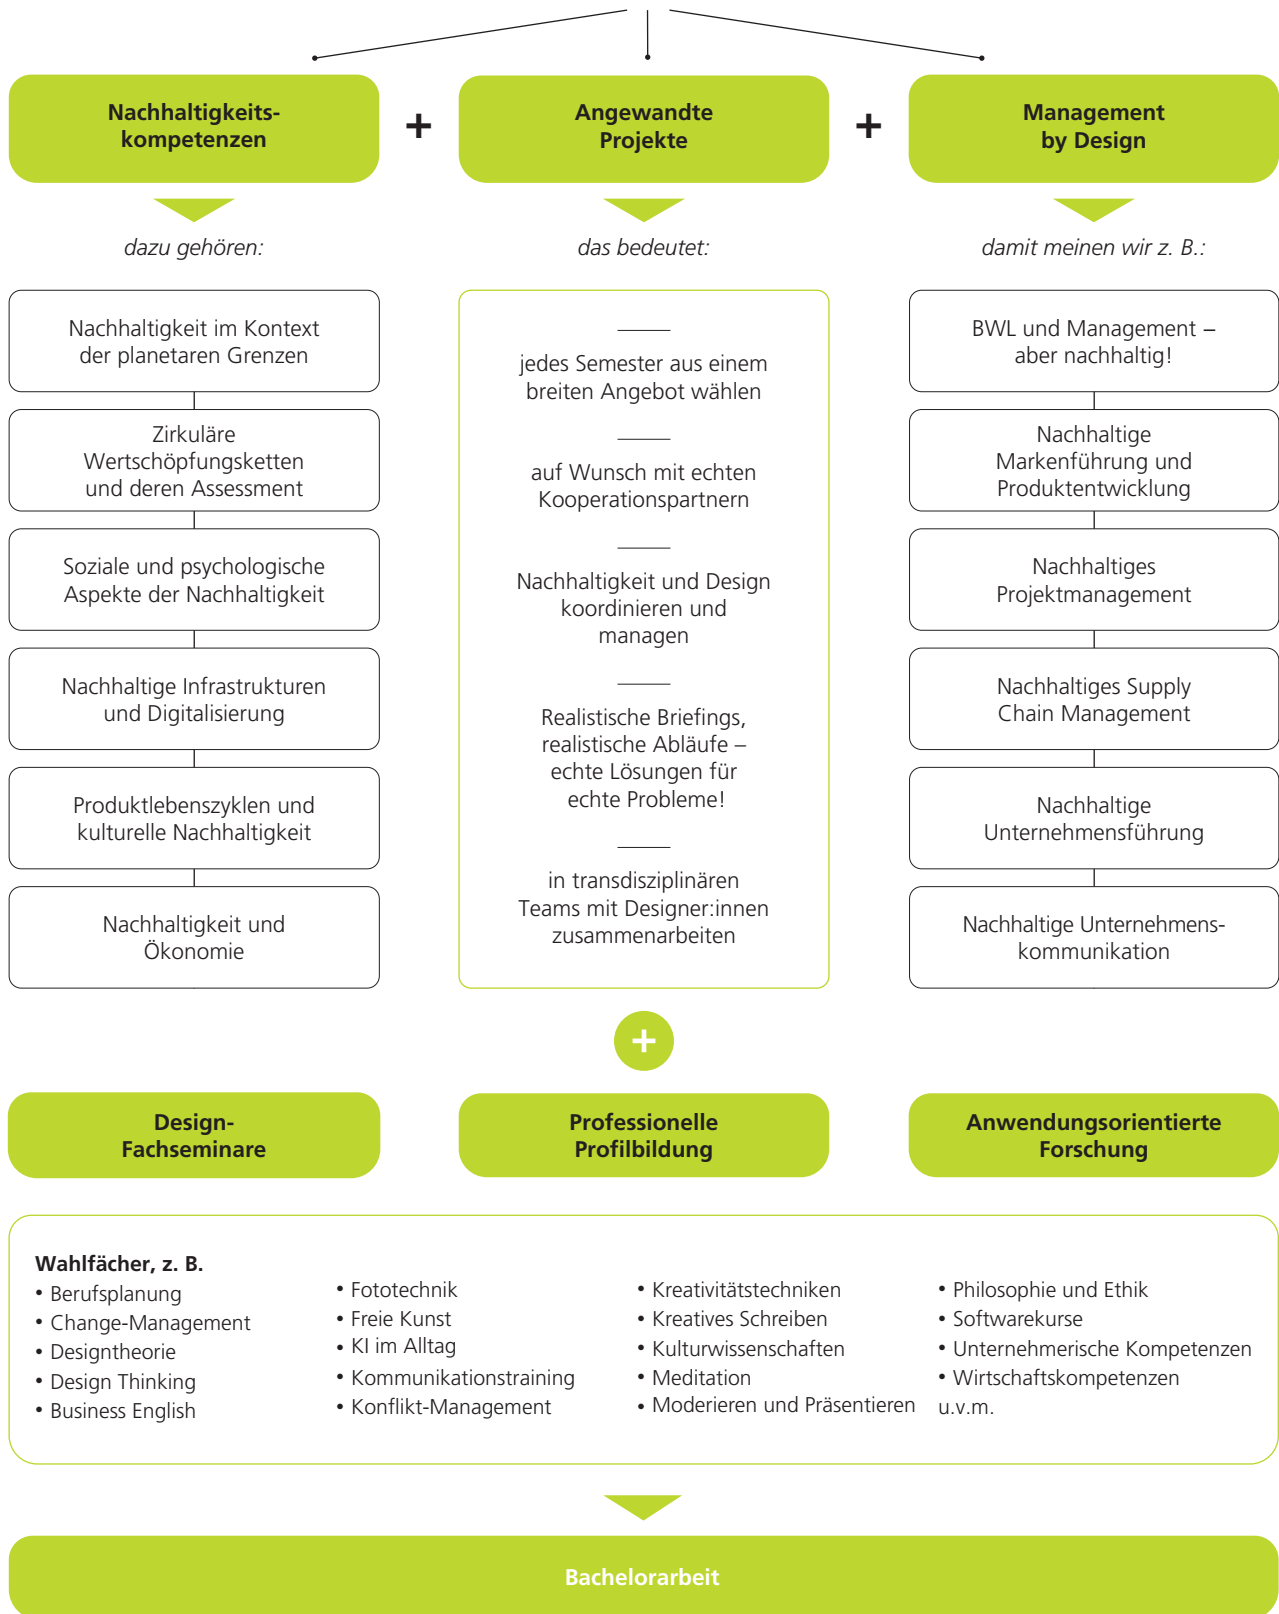 Nachhaltigkeits-
kompetenzen
+
Angewandte
Projekte
+
Management
by Design
dazu gehören:
das bedeutet:
damit meinen wir z. B.:
Nachhaltigkeit im Kontext
der planetaren Grenzen
Zirkuläre
Wertschöpfungsketten
und deren Assessment
Soziale und psychologische
Aspekte der Nachhaltigkeit
Nachhaltige Infrastrukturen
und Digitalisierung
Produktlebenszyklen und
kulturelle Nachhaltigkeit
Nachhaltigkeit und
Ökonomie
jedes Semester aus einem
breiten Angebot wählen
auf Wunsch mit echten
Kooperationspartnern
Nachhaltigkeit und Design
koordinieren und
managen
Realistische Briefings,
realistische Abläufe –
echte Lösungen für
echte Probleme!
in transdisziplinären
Teams mit Designer:innen
zusammenarbeiten
BWL und Management –
aber nachhaltig!
Nachhaltige
Markenführung und
Produktentwicklung
Nachhaltiges
Projektmanagement
Nachhaltiges Supply
Chain Management
Nachhaltige
Unternehmensführung
Nachhaltige Unternehmens-
kommunikation
+
Design-
Fachseminare
Professionelle
Profilbildung
Anwendungsorientierte
Forschung
Wahlfächer, z. B.
• Berufsplanung
• Change-Management
• Designtheorie
• Design Thinking
• Business English
• Fototechnik
• Freie Kunst
• KI im Alltag
• Kommunikationstraining
• Konflikt-Management
• Kreativitätstechniken
• Kreatives Schreiben
• Kulturwissenschaften
• Meditation
• Moderieren und Präsentieren
• Philosophie und Ethik
• Softwarekurse
• Unternehmerische Kompetenzen
• Wirtschaftskompetenzen
u.v.m.
Bachelorarbeit